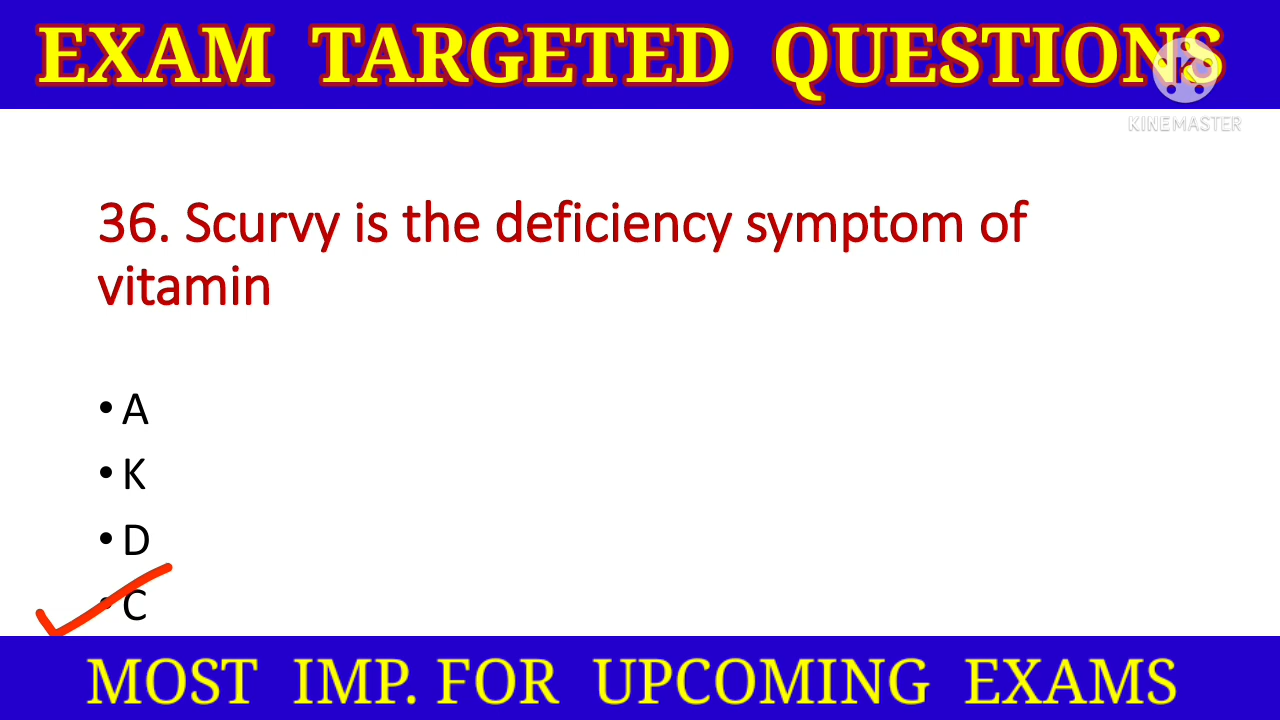 EXAM TARGETED QUESTIONS
K
KINEMASTER
36. Scurvy is the deficiency symptom of
vitamin
• A
• K
• D
• C
MOST IMP. FOR UPCOMING EXAMS